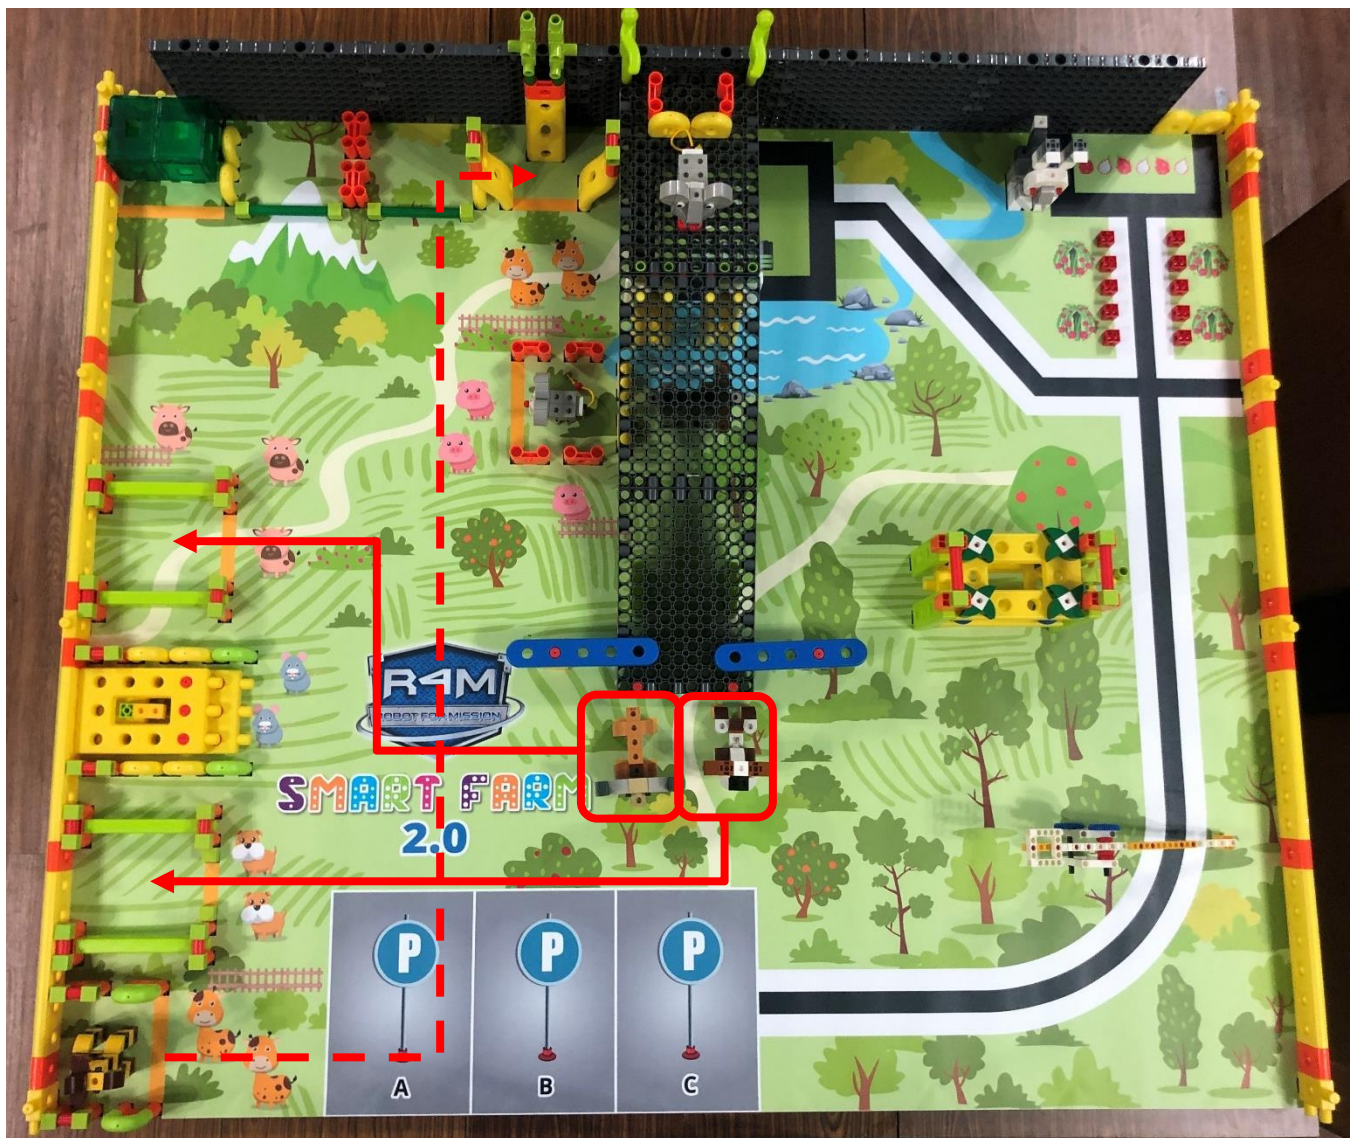 R4M
ROBOT FOR MISSION
SMART FARM
2.0
P P P
A B C